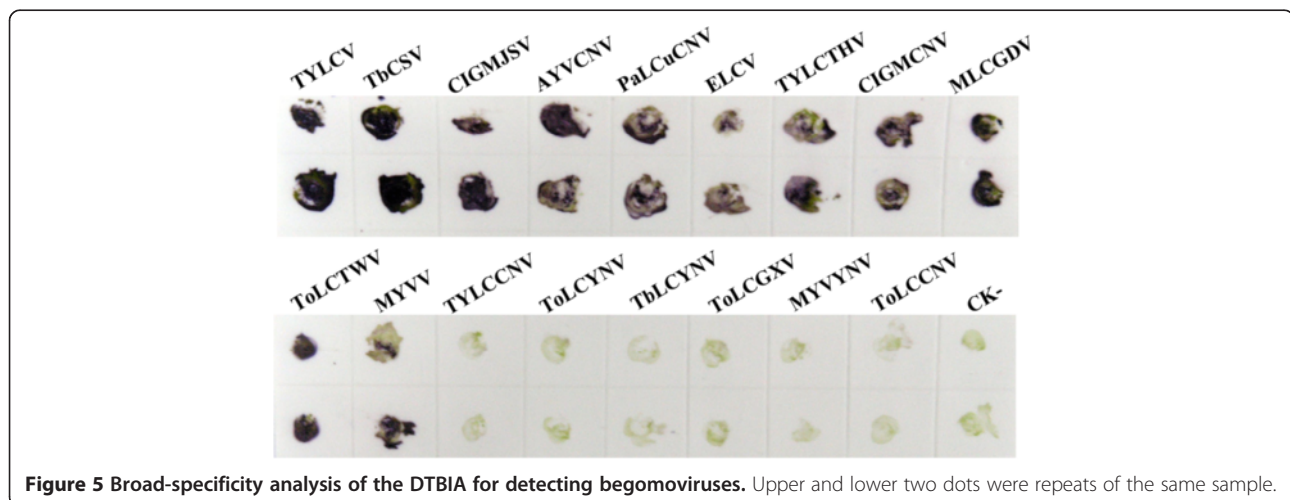 TYLCV TbCSV ClGMJSV AYVCNV PaLCuCNV ELCV TYLCTHV ClGMCNV MLCGDV
ToLCTWV MYVV TYLCCNV ToLCYNV TbLCYNV ToLCGXV MYVYNV ToLCCNV CK-
Figure 5 Broad-specificity analysis of the DTBIA for detecting begomoviruses. Upper and lower two dots were repeats of the same sample.